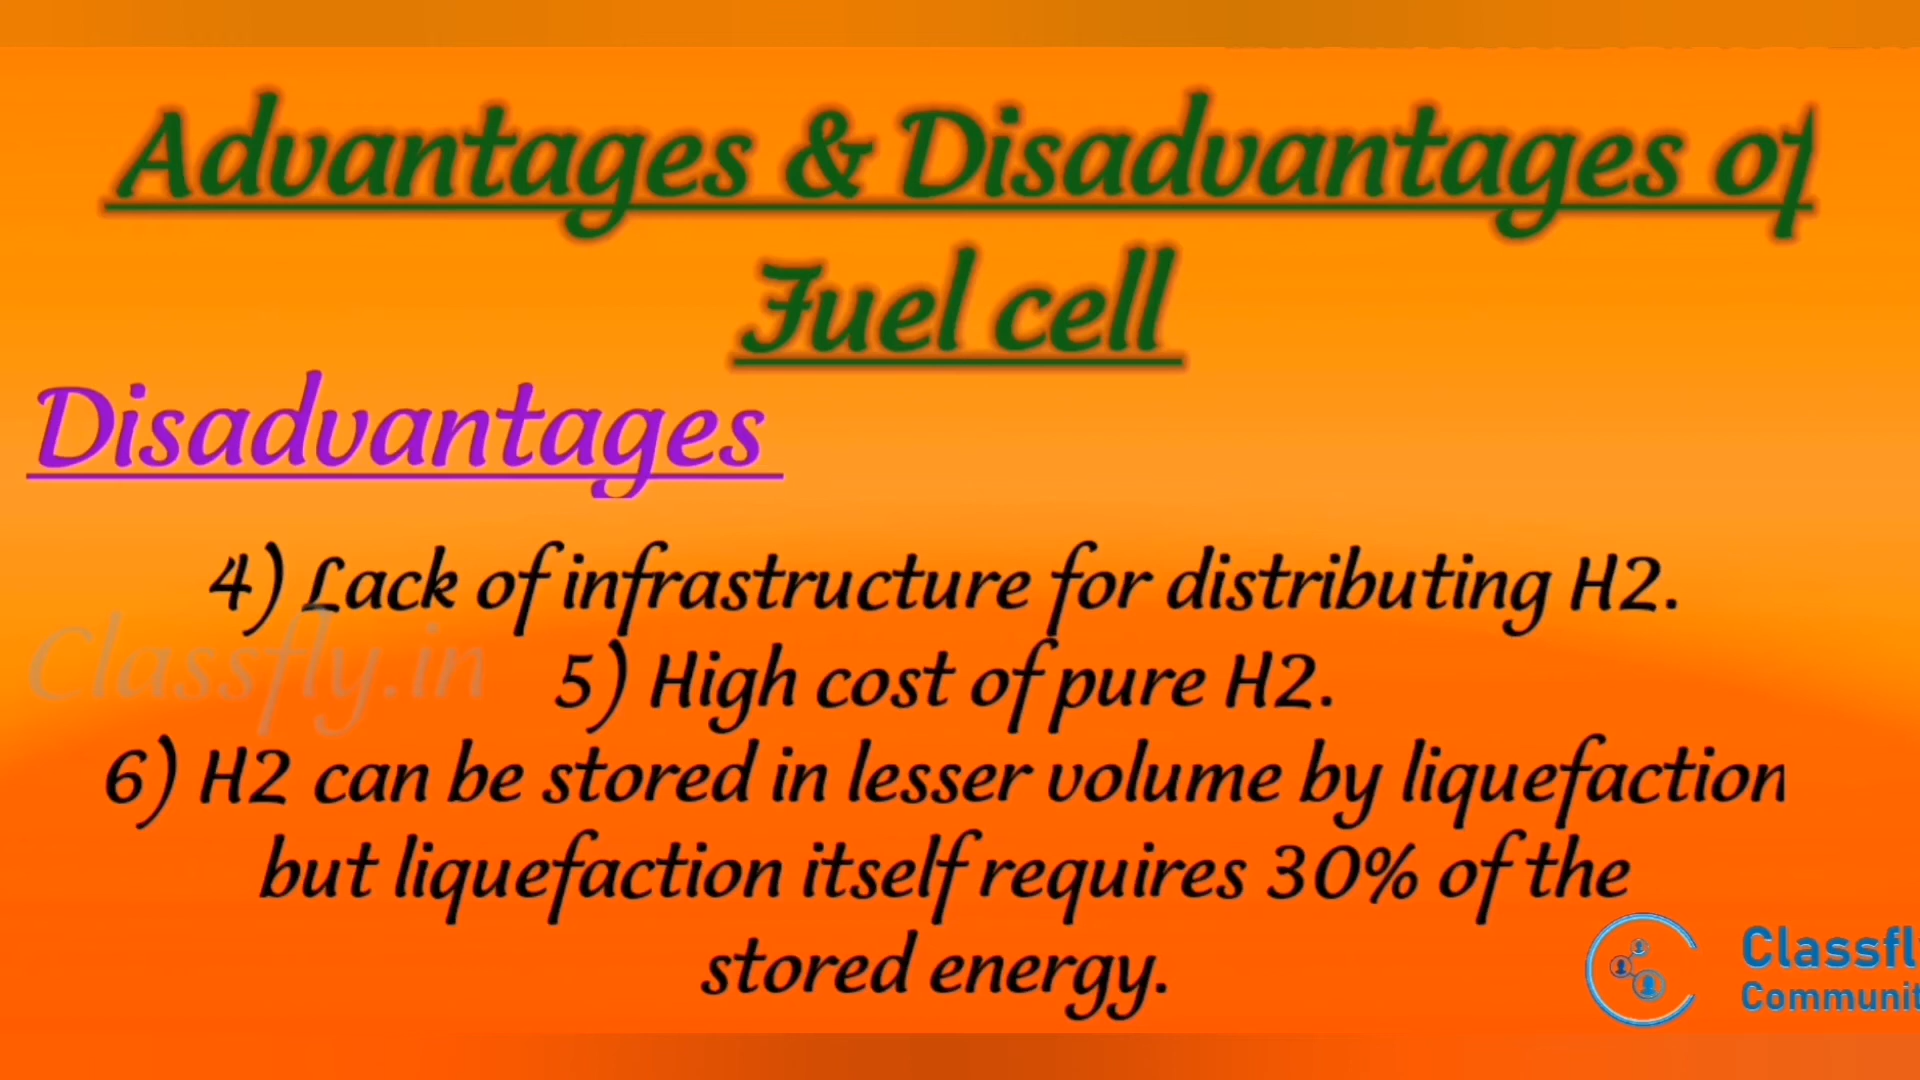 Advantages & Disadvantages of
Fuel cell
Disadvantages
4) Lack of infrastructure for distributing H2.
Classfly.in
5) High cost of pure H2.
6) H2 can be stored in lesser volume by liquefaction
but liquefaction itself requires 30% of the
stored energy.
Classfl
Communit